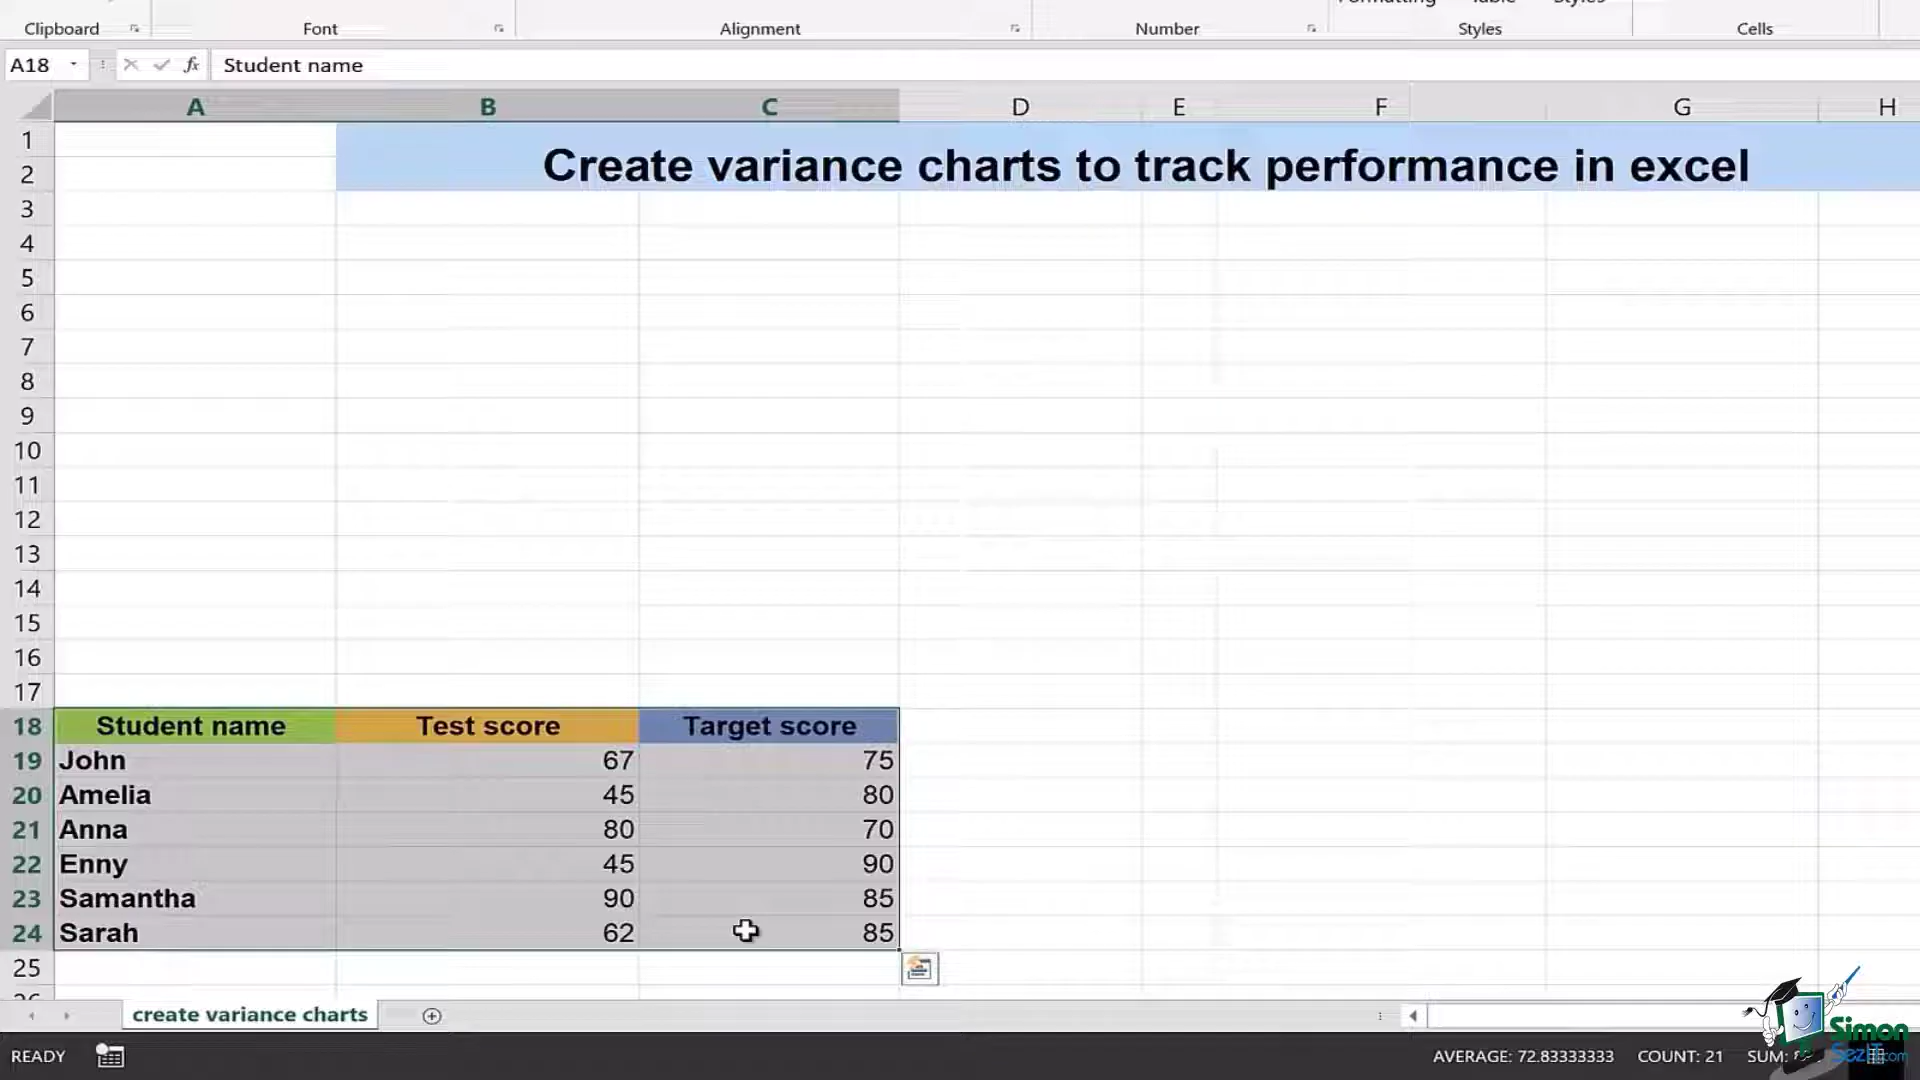 Clipboard Font Alignment Number Styles Cells
A18 fx Student name
A B C D E F G H
1
Create variance charts to track performance in excel
2
3
4
5
6
7
8
9
10
11
12
13
14
15
16
17
18 Student name Test score Target score
19 John 67 75
20 Amelia 45 80
21 Anna 80 70
22 Enny 45 90
23 Samantha 90 85
24 Sarah 62 85
25
create variance charts
Simon
SezIT.com
READY AVERAGE: 72.83333333 COUNT: 21 SUM: